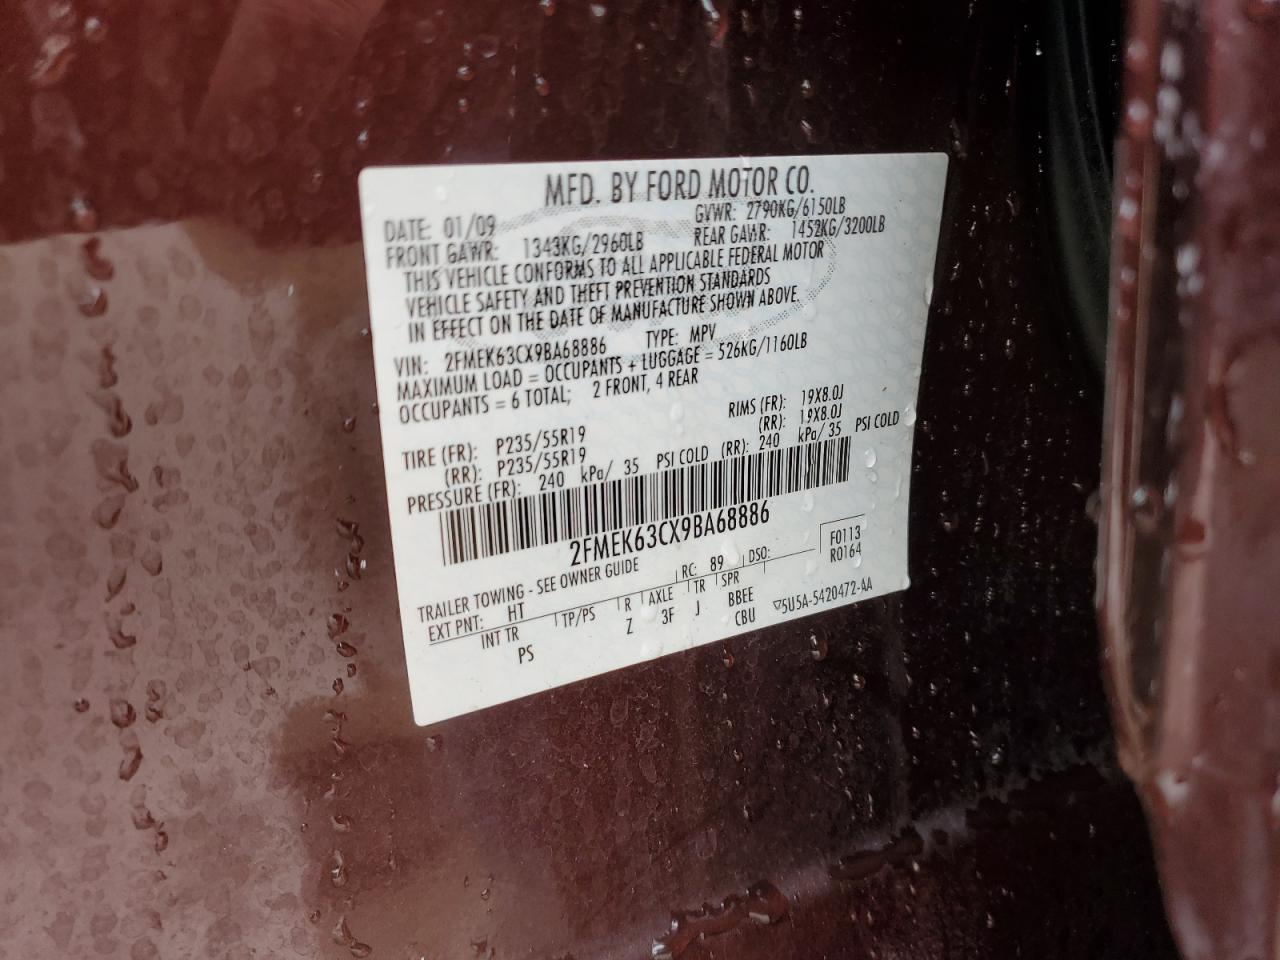 MFD. BY FORD MOTOR CO.
DATE: 01/09 GVWR: 2790KG/6150LB
FRONT GAWR: 1343KG/2960LB REAR GAWR: 1452KG/3200LB
THIS VEHICLE CONFORMS TO ALL APPLICABLE FEDERAL MOTOR
VEHICLE SAFETY AND THEFT PREVENTION STANDARDS
IN EFFECT ON THE DATE OF MANUFACTURE SHOWN ABOVE.
VIN: 2FMEK63CX9BA68886 TYPE: MPV
MAXIMUM LOAD = OCCUPANTS + LUGGAGE = 526KG/1160LB
OCCUPANTS = 6 TOTAL; 2 FRONT, 4 REAR
TIRE (FR): P235/55R19 RIMS (FR): 19X8.0J
(RR): P235/55R19 (RR): 19X8.0J
PRESSURE (FR): 240 kPa/ 35 PSI COLD (RR): 240 kPa/ 35 PSI COLD
2FMEK63CX9BA68886
TRAILER TOWING - SEE OWNER GUIDE
F0113
R0164
EXT PNT: HT RC: 89 DSO:
INT TR TP/PS R AXLE TR SPR
PS Z 3F J BBEE
CBU
▽5U5A-5420472-AA